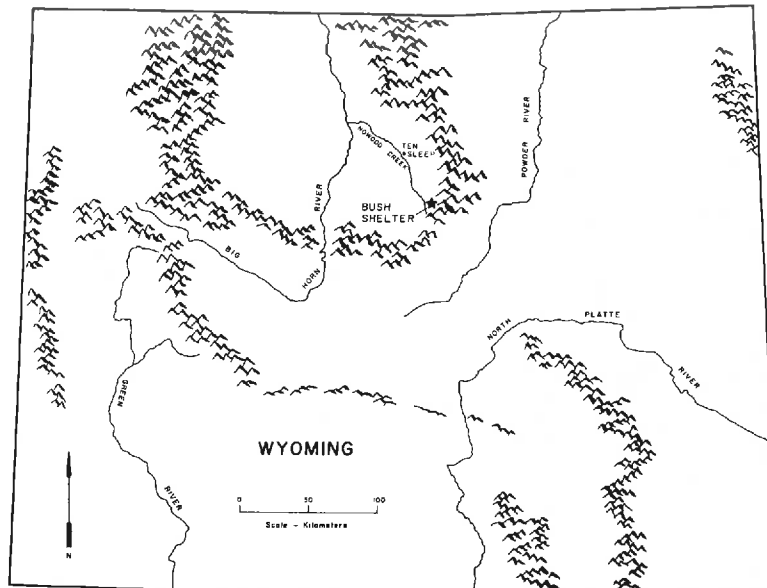 NOWOOD CREEK
TEN
SLEEP
POWDER RIVER
BUSH
SHELTER
RIVER
BIG
HORN
NORTH
PLATTE
RIVER
GREEN
RIVER
WYOMING
0 50 100
Scale - Kilometers
N